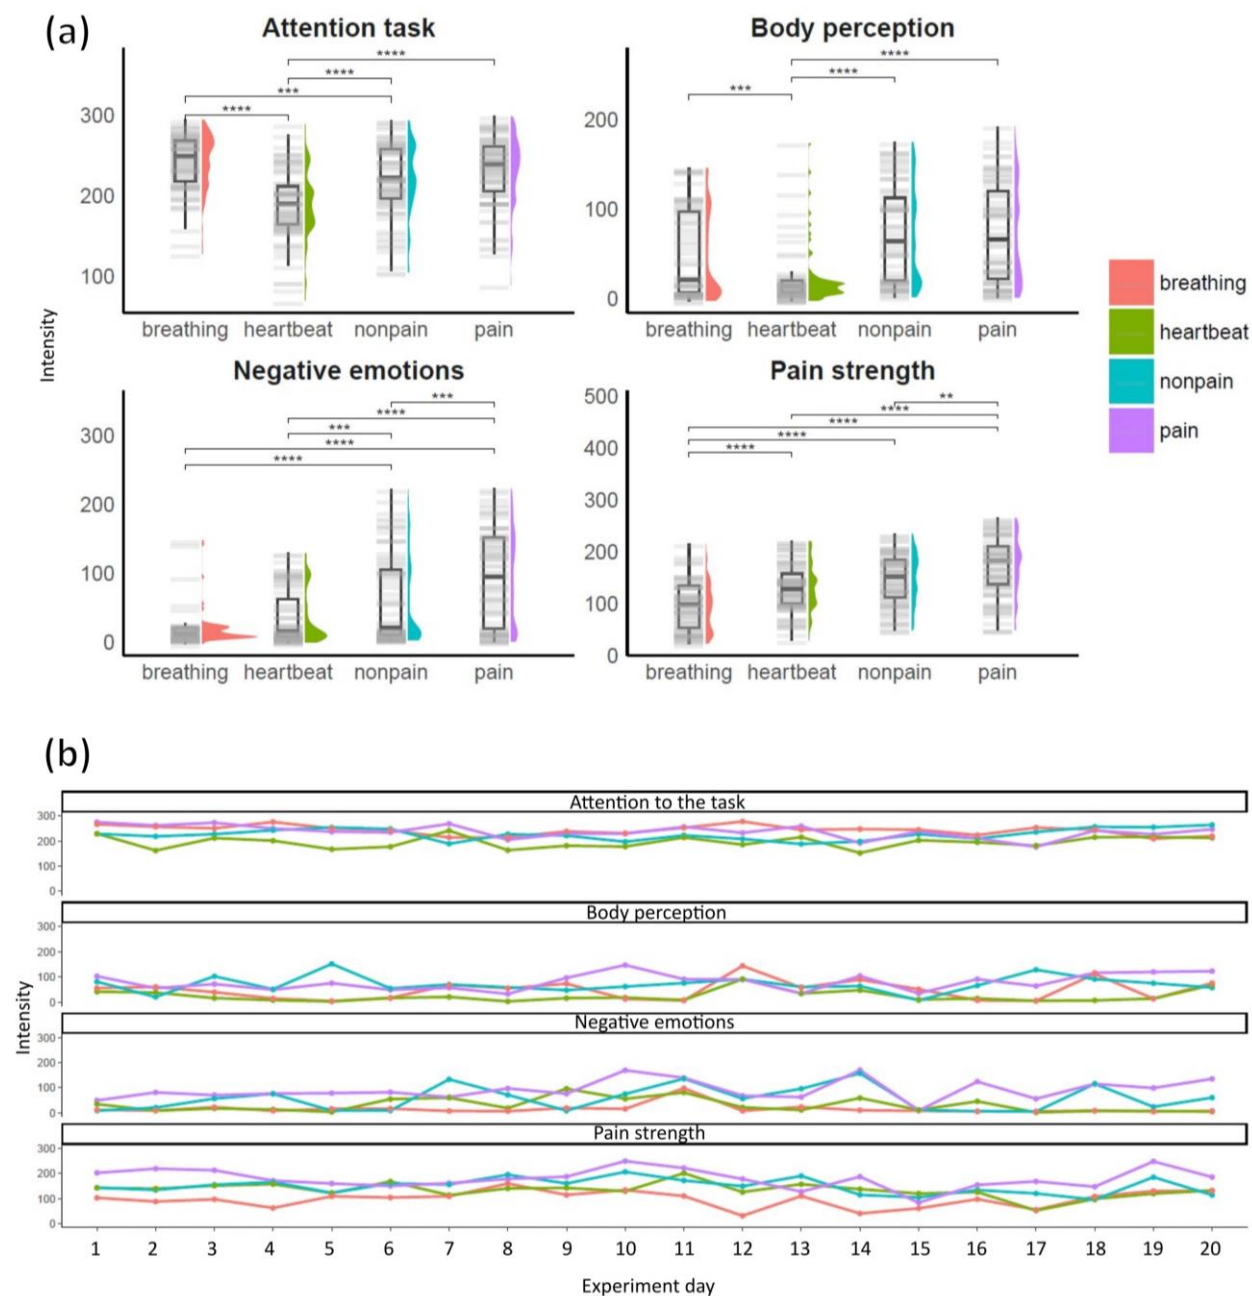 (a)
Attention task
Body perception
****
****
***
****
****
****
***
300
200
100
200
100
0
breathing heartbeat nonpain pain
breathing heartbeat nonpain pain
Intensity
breathing
heartbeat
nonpain
pain
Negative emotions
Pain strength
***
****
***
****
****
**
****
****
****
****
300
200
100
0
500
400
300
200
100
0
breathing heartbeat nonpain pain
breathing heartbeat nonpain pain
(b)
Attention to the task
300
200
100
0
Body perception
300
200
100
0
Intensity
Negative emotions
300
200
100
0
Pain strength
300
200
100
0
1 2 3 4 5 6 7 8 9 10 11 12 13 14 15 16 17 18 19 20
Experiment day